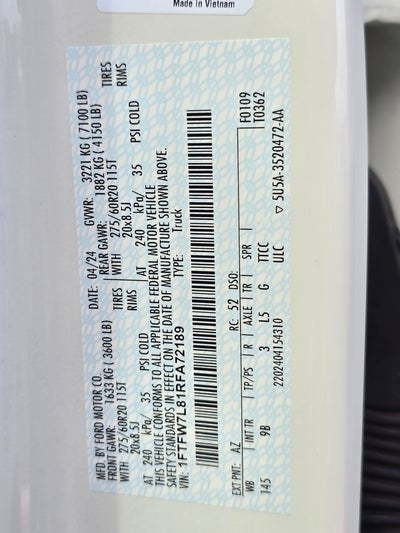 Made in Vietnam
MFD. BY FORD MOTOR CO.
DATE: 04/24 GVWR: 3221 KG (7100 LB)
FRONT GAWR: 1633 KG (3600 LB) REAR GAWR: 1882 KG (4150 LB)
WITH 275/60R20 115T TIRES WITH 275/60R20 115T TIRES
20x8.5J RIMS 20x8.5J RIMS
AT 240 kPa/ 35 PSI COLD AT 240 kPa/ 35 PSI COLD
THIS VEHICLE CONFORMS TO ALL APPLICABLE FEDERAL MOTOR VEHICLE
SAFETY STANDARDS IN EFFECT ON THE DATE OF MANUFACTURE SHOWN ABOVE.
VIN: 1FTFW7L81RFA72189 TYPE: Truck
F0109
T0362
EXT PNT: AZ RC: 52 DSO:
WB INT TR TP/PS R AXLE TR SPR
145 9B 3 L5 G TTCC
2202404154310 ULC ▽ 5U5A-3520472-AA